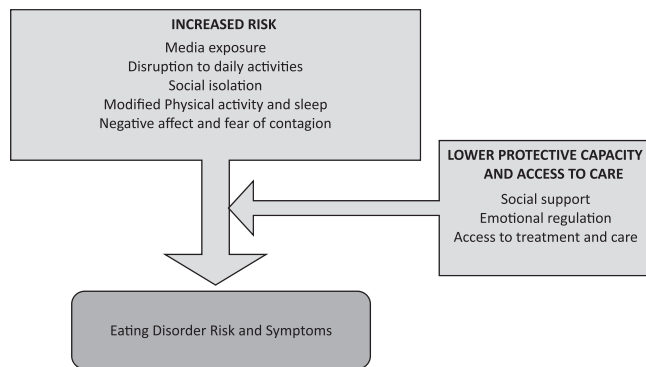 INCREASED RISK
Media exposure
Disruption to daily activities
Social isolation
Modified Physical activity and sleep
Negative affect and fear of contagion
LOWER PROTECTIVE CAPACITY
AND ACCESS TO CARE
Social support
Emotional regulation
Access to treatment and care
Eating Disorder Risk and Symptoms